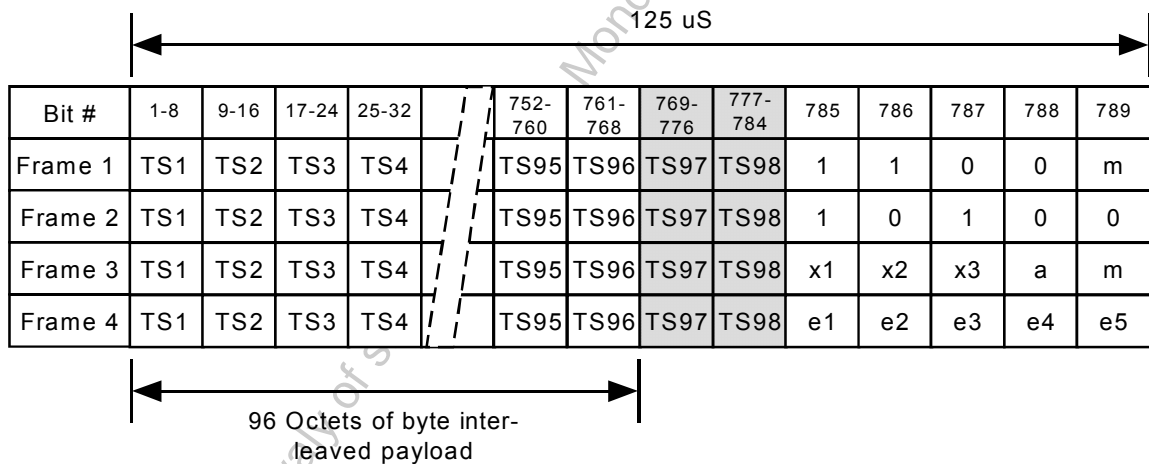 125 uS
Bit # 1-8 9-16 17-24 25-32 752-760 761-768 769-776 777-784 785 786 787 788 789
Frame 1 TS1 TS2 TS3 TS4 TS95 TS96 TS97 TS98 1 1 0 0 m
Frame 2 TS1 TS2 TS3 TS4 TS95 TS96 TS97 TS98 1 0 1 0 0
Frame 3 TS1 TS2 TS3 TS4 TS95 TS96 TS97 TS98 x1 x2 x3 a m
Frame 4 TS1 TS2 TS3 TS4 TS95 TS96 TS97 TS98 e1 e2 e3 e4 e5
96 Octets of byte inter-
leaved payload